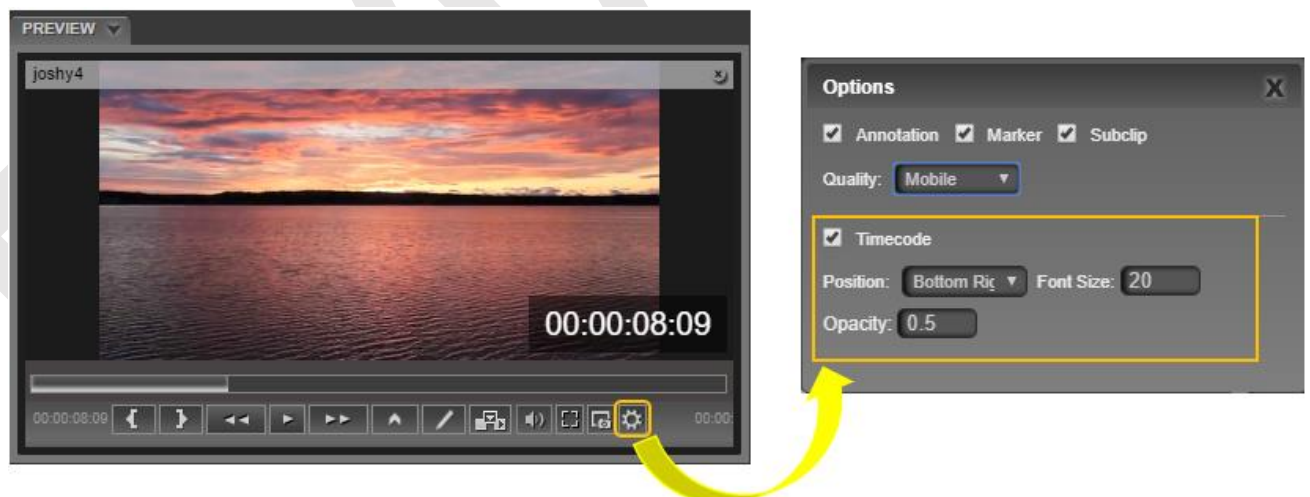 PREVIEW
joshy4
00:00:08:09
00:00:08:09
00:00:
Options
X
Annotation Marker Subclip
Quality: Mobile
Timecode
Position: Bottom Rig Font Size: 20
Opacity: 0.5